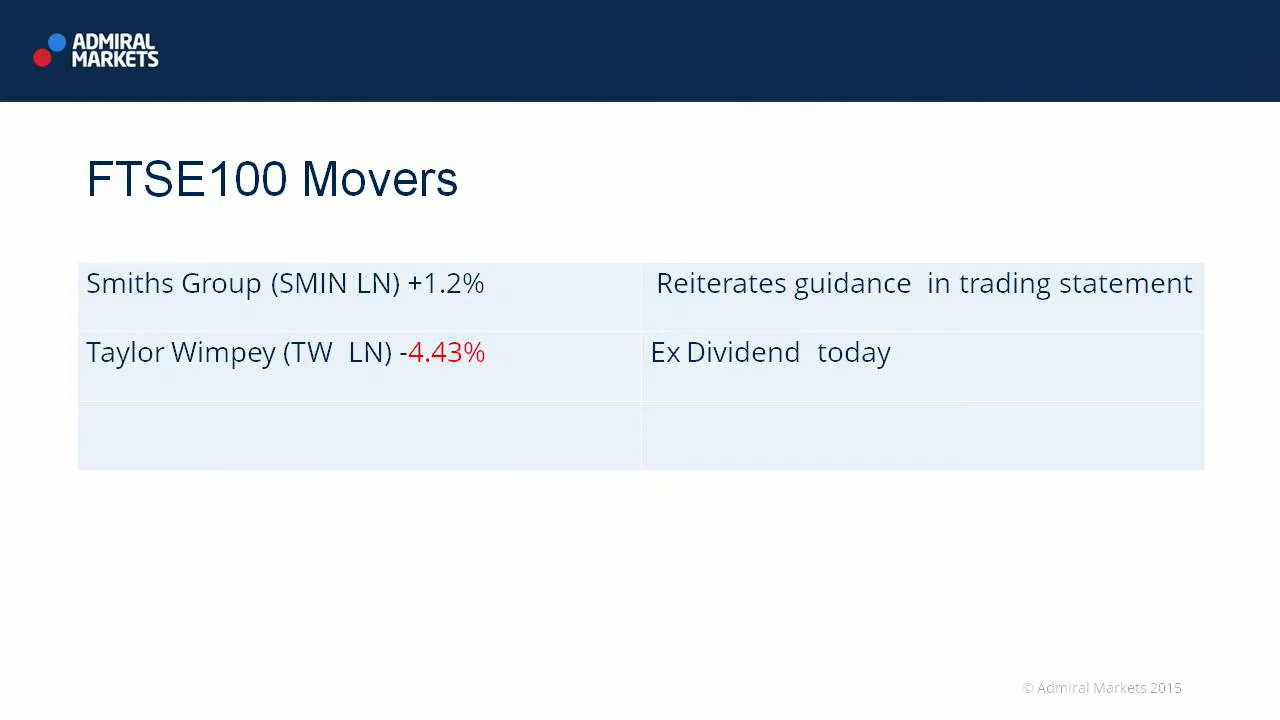 ADMIRAL
MARKETS
FTSE100 Movers
Smiths Group (SMIN LN) +1.2% Reiterates guidance in trading statement
Taylor Wimpey (TW LN) -4.43% Ex Dividend today
© Admiral Markets 2015